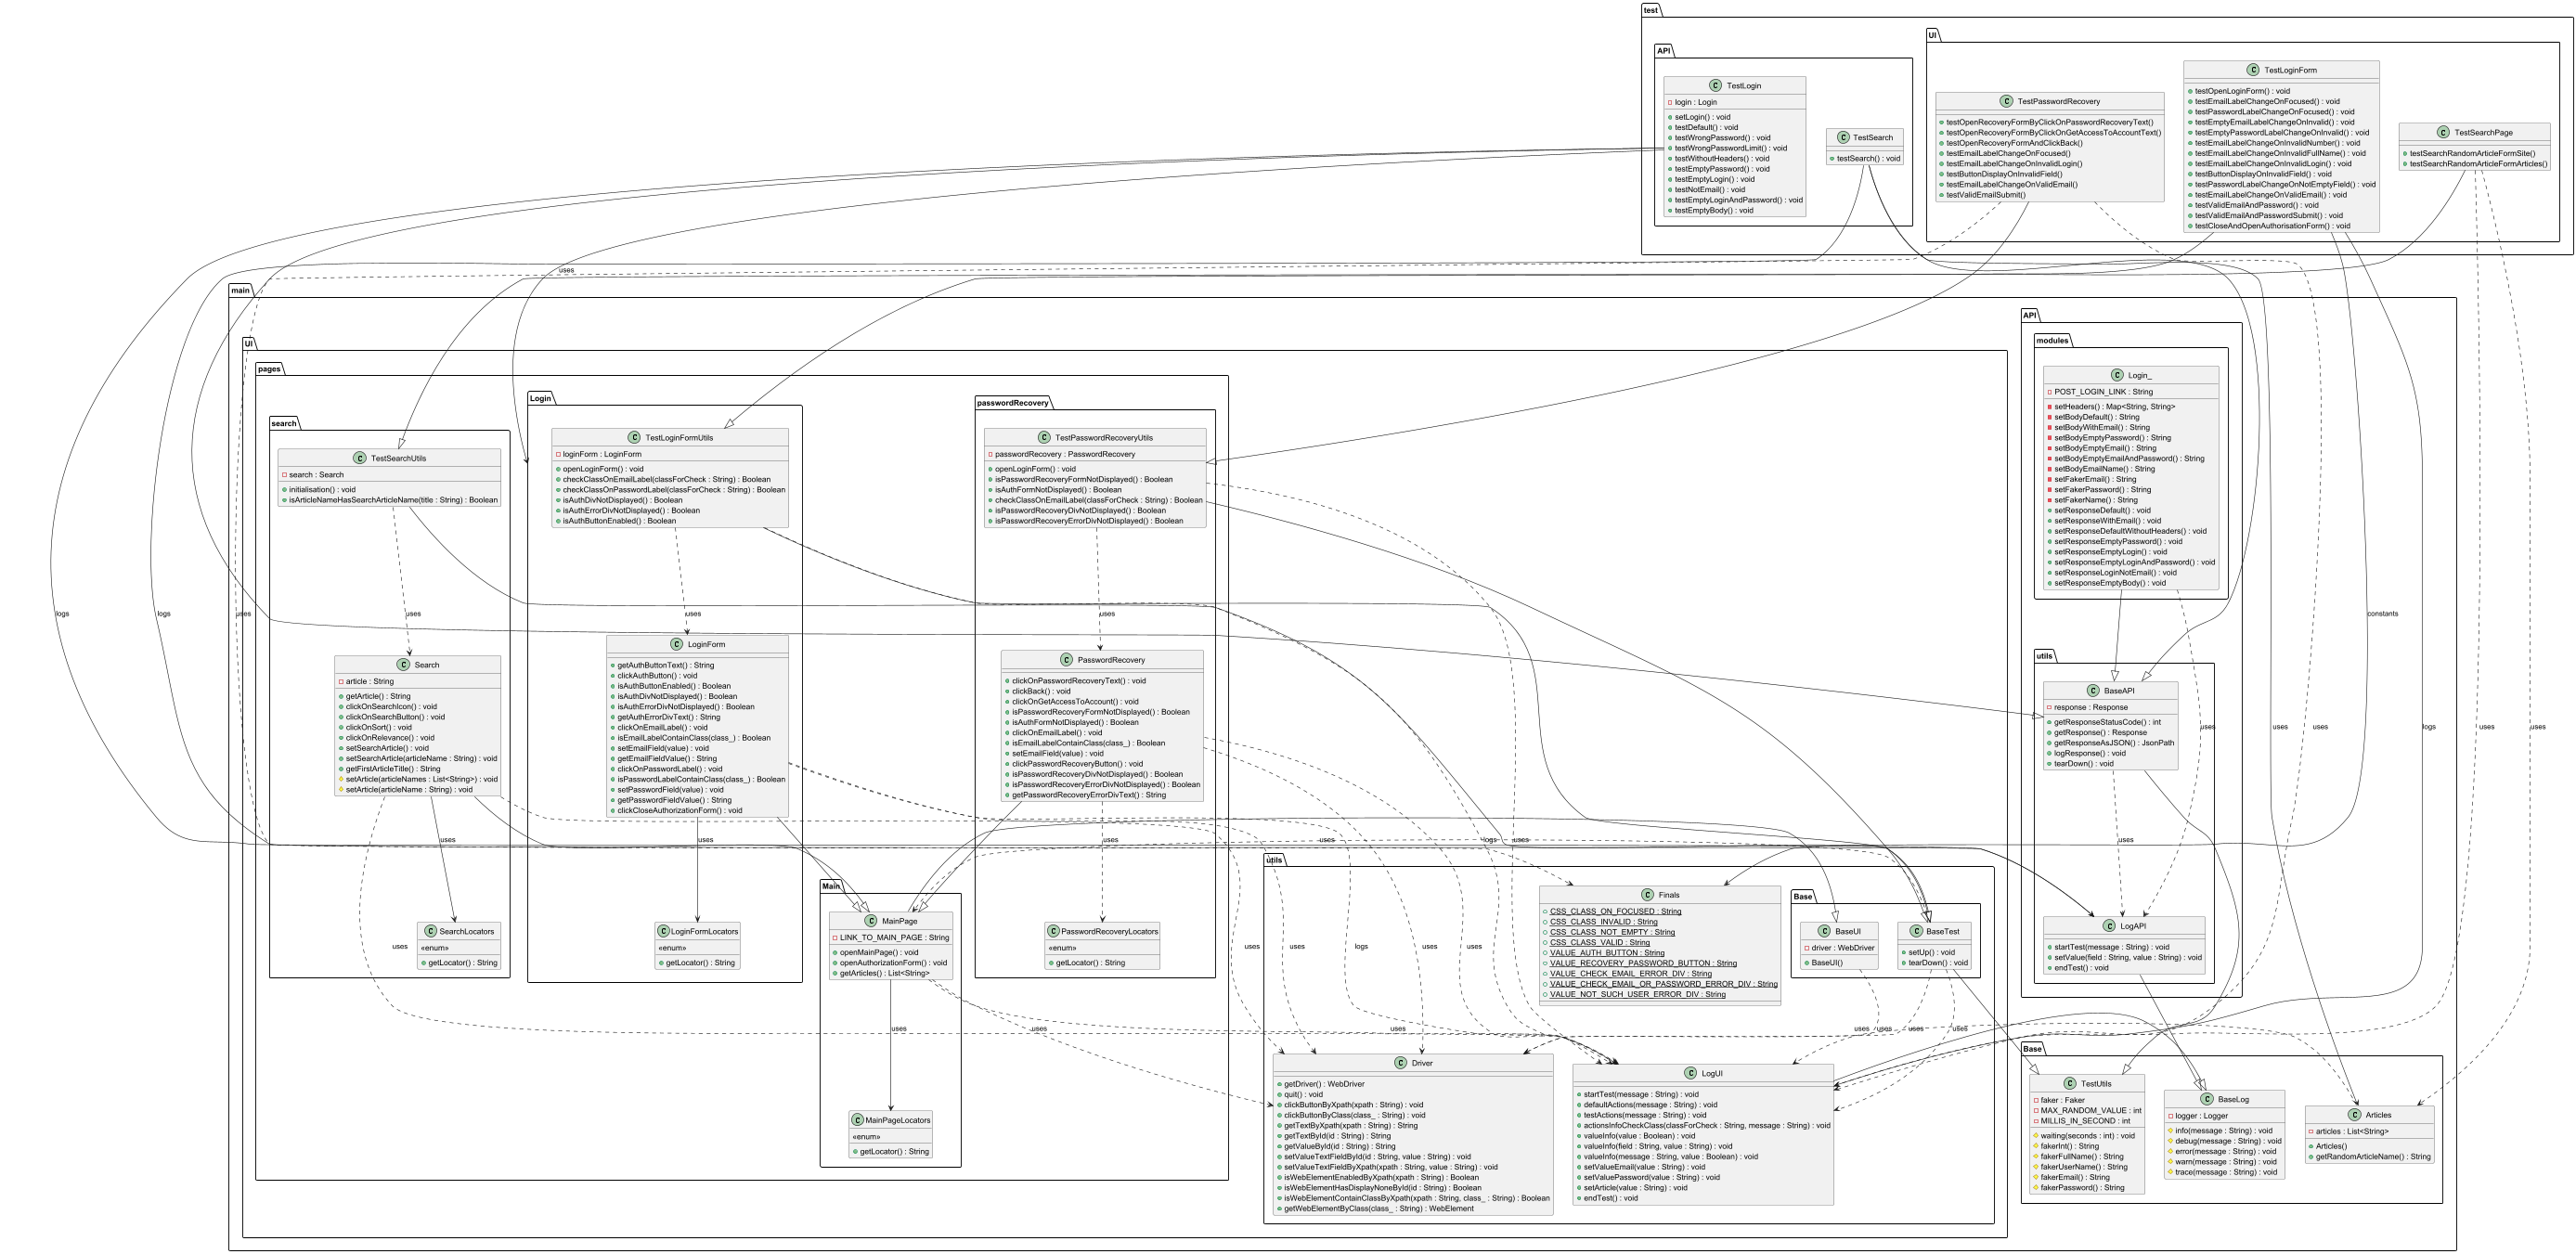 test
API
UI
C TestLogin
login : Login
setLogin() : void
testDefault() : void
testWrongPassword() : void
testWrongPasswordLimit() : void
testWithoutHeaders() : void
testEmptyPassword() : void
testEmptyLogin() : void
testNotEmail() : void
testEmptyLoginAndPassword() : void
testEmptyBody() : void
C TestSearch
testSearch() : void
C TestPasswordRecovery
testOpenRecoveryFormByClickOnPasswordRecoveryText()
testOpenRecoveryFormByClickOnGetAccessToAccountText()
testOpenRecoveryFormAndClickBack()
testEmailLabelChangeOnFocused()
testEmailLabelChangeOnInvalidLogin()
testButtonDisplayOnInvalidField()
testEmailLabelChangeOnValidEmail()
testValidEmailSubmit()
C TestLoginForm
testOpenLoginForm() : void
testEmailLabelChangeOnFocused() : void
testPasswordLabelChangeOnFocused() : void
testEmptyEmailLabelChangeOnInvalid() : void
testEmptyPasswordLabelChangeOnInvalid() : void
testEmailLabelChangeOnInvalidNumber() : void
testEmailLabelChangeOnInvalidFullName() : void
testEmailLabelChangeOnInvalidLogin() : void
testButtonDisplayOnInvalidField() : void
testPasswordLabelChangeOnNotEmptyField() : void
testEmailLabelChangeOnValidEmail() : void
testValidEmailAndPassword() : void
testValidEmailAndPasswordSubmit() : void
testCloseAndOpenAuthorisationForm() : void
C TestSearchPage
testSearchRandomArticleFormSite()
testSearchRandomArticleFormArticles()
uses
main
UI
pages
search
C TestSearchUtils
search : Search
initialisation() : void
isArticleNameHasSearchArticleName(title : String) : Boolean
Login
C TestLoginFormUtils
loginForm : LoginForm
openLoginForm() : void
checkClassOnEmailLabel(classForCheck : String) : Boolean
checkClassOnPasswordLabel(classForCheck : String) : Boolean
isAuthDivNotDisplayed() : Boolean
isAuthErrorDivNotDisplayed() : Boolean
isAuthButtonEnabled() : Boolean
passwordRecovery
C TestPasswordRecoveryUtils
passwordRecovery : PasswordRecovery
openLoginForm() : void
isPasswordRecoveryFormNotDisplayed() : Boolean
isAuthFormNotDisplayed() : Boolean
checkClassOnEmailLabel(classForCheck : String) : Boolean
isPasswordRecoveryDivNotDisplayed() : Boolean
isPasswordRecoveryErrorDivNotDisplayed() : Boolean
API
modules
C Login_
POST_LOGIN_LINK : String
setHeaders() : Map<String, String>
setBodyDefault() : String
setBodyWithEmail() : String
setBodyEmptyPassword() : String
setBodyEmptyEmail() : String
setBodyEmptyEmailAndPassword() : String
setBodyEmailName() : String
setFakerEmail() : String
setFakerPassword() : String
setFakerName() : String
setResponseDefault() : void
setResponseWithEmail() : void
setResponseDefaultWithoutHeaders() : void
setResponseEmptyPassword() : void
setResponseEmptyLogin() : void
setResponseEmptyLoginAndPassword() : void
setResponseLoginNotEmail() : void
setResponseEmptyBody() : void
logs
logs
uses
uses
uses
uses
uses
constants
uses
uses
logs
uses
uses
C Search
article : String
getArticle() : String
clickOnSearchIcon() : void
clickOnSearchButton() : void
clickOnSort() : void
clickOnRelevance() : void
setSearchArticle() : void
setSearchArticle(articleName : String) : void
getFirstArticleTitle() : String
setArticle(articleNames : List<String>) : void
setArticle(articleName : String) : void
C LoginForm
getAuthButtonText() : String
clickAuthButton() : void
isAuthButtonEnabled() : Boolean
isAuthDivNotDisplayed() : Boolean
isAuthErrorDivNotDisplayed() : Boolean
getAuthErrorDivText() : String
clickOnEmailLabel() : void
isEmailLabelContainClass(class_) : Boolean
setEmailField(value) : void
getEmailFieldValue() : String
clickOnPasswordLabel() : void
isPasswordLabelContainClass(class_) : Boolean
setPasswordField(value) : void
getPasswordFieldValue() : String
clickCloseAuthorizationForm() : void
C PasswordRecovery
clickOnPasswordRecoveryText() : void
clickBack() : void
clickOnGetAccessToAccount() : void
isPasswordRecoveryFormNotDisplayed() : Boolean
isAuthFormNotDisplayed() : Boolean
clickOnEmailLabel() : void
isEmailLabelContainClass(class_) : Boolean
setEmailField(value) : void
clickPasswordRecoveryButton() : void
isPasswordRecoveryDivNotDisplayed() : Boolean
isPasswordRecoveryErrorDivNotDisplayed() : Boolean
getPasswordRecoveryErrorDivText() : String
utils
C BaseAPI
response : Response
getResponseStatusCode() : int
getResponse() : Response
getResponseAsJSON() : JsonPath
logResponse() : void
tearDown() : void
uses
uses
uses
uses
logs
uses
uses
C SearchLocators
«enum»
getLocator() : String
C LoginFormLocators
«enum»
getLocator() : String
Main
C MainPage
LINK_TO_MAIN_PAGE : String
openMainPage() : void
openAuthorizationForm() : void
getArticles() : List<String>
C PasswordRecoveryLocators
«enum»
getLocator() : String
utils
C Finals
CSS_CLASS_ON_FOCUSED : String
CSS_CLASS_INVALID : String
CSS_CLASS_NOT_EMPTY : String
CSS_CLASS_VALID : String
VALUE_AUTH_BUTTON : String
VALUE_RECOVERY_PASSWORD_BUTTON : String
VALUE_CHECK_EMAIL_ERROR_DIV : String
VALUE_CHECK_EMAIL_OR_PASSWORD_ERROR_DIV : String
VALUE_NOT_SUCH_USER_ERROR_DIV : String
Base
C BaseUI
driver : WebDriver
BaseUI()
C BaseTest
setUp() : void
tearDown() : void
C LogAPI
startTest(message : String) : void
setValue(field : String, value : String) : void
endTest() : void
uses
uses
uses
logs
uses
uses
uses
uses
uses
uses
uses
uses
uses
C MainPageLocators
«enum»
getLocator() : String
C Driver
getDriver() : WebDriver
quit() : void
clickButtonByXpath(xpath : String) : void
clickButtonByClass(class_ : String) : void
getTextByXpath(xpath : String) : String
getTextById(id : String) : String
getValueById(id : String) : String
setValueTextFieldById(id : String, value : String) : void
setValueTextFieldByXpath(xpath : String, value : String) : void
isWebElementEnabledByXpath(xpath : String) : Boolean
isWebElementHasDisplayNoneById(id : String) : Boolean
isWebElementContainClassByXpath(xpath : String, class_ : String) : Boolean
getWebElementByClass(class_ : String) : WebElement
C LogUI
startTest(message : String) : void
defaultActions(message : String) : void
testActions(message : String) : void
actionsInfoCheckClass(classForCheck : String, message : String) : void
valueInfo(value : Boolean) : void
valueInfo(field : String, value : String) : void
valueInfo(message : String, value : Boolean) : void
setValueEmail(value : String) : void
setValuePassword(value : String) : void
setArticle(value : String) : void
endTest() : void
Base
C TestUtils
faker : Faker
MAX_RANDOM_VALUE : int
MILLIS_IN_SECOND : int
waiting(seconds : int) : void
fakerInt() : String
fakerFullName() : String
fakerUserName() : String
fakerEmail() : String
fakerPassword() : String
C BaseLog
logger : Logger
info(message : String) : void
debug(message : String) : void
error(message : String) : void
warn(message : String) : void
trace(message : String) : void
C Articles
articles : List<String>
Articles()
getRandomArticleName() : String